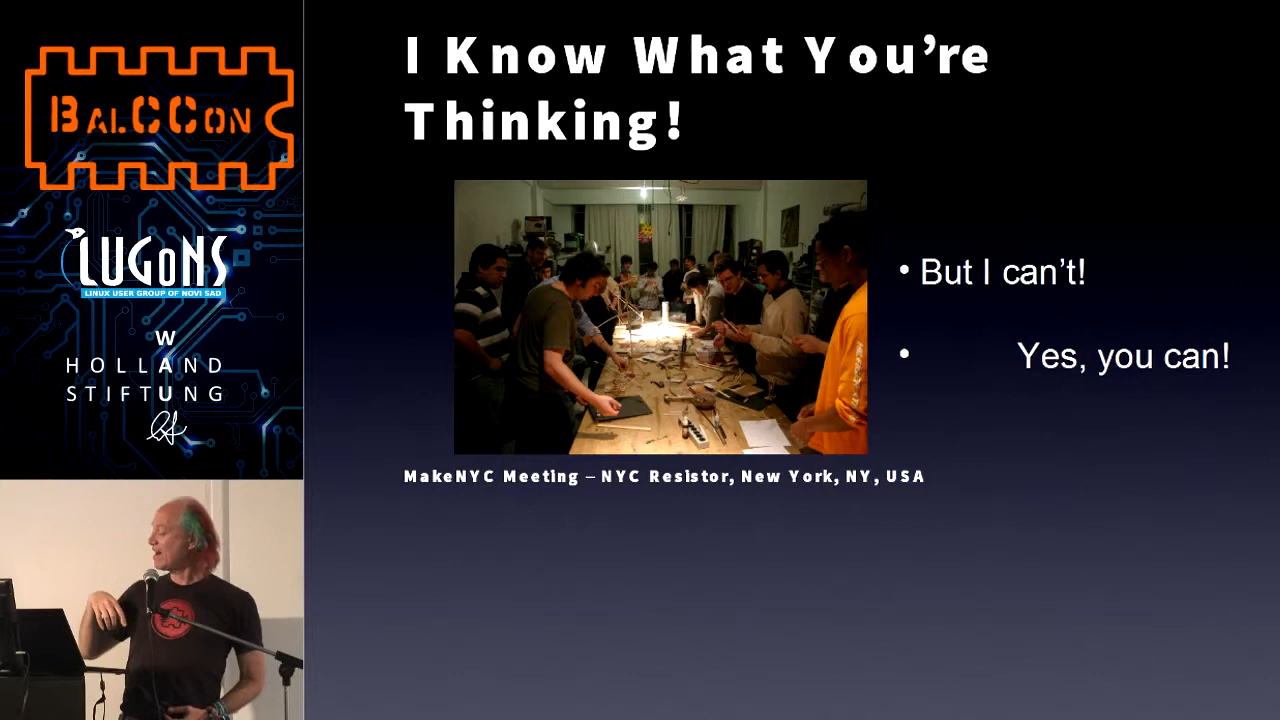 BALCCON
LUGONS
LINUX USER GROUP OF NOVI SAD
W
HOLLAND
STIFTUNG
I Know What You’re
Thinking!
• But I can’t!
• Yes, you can!
MakeNYC Meeting – NYC Resistor, New York, NY, USA